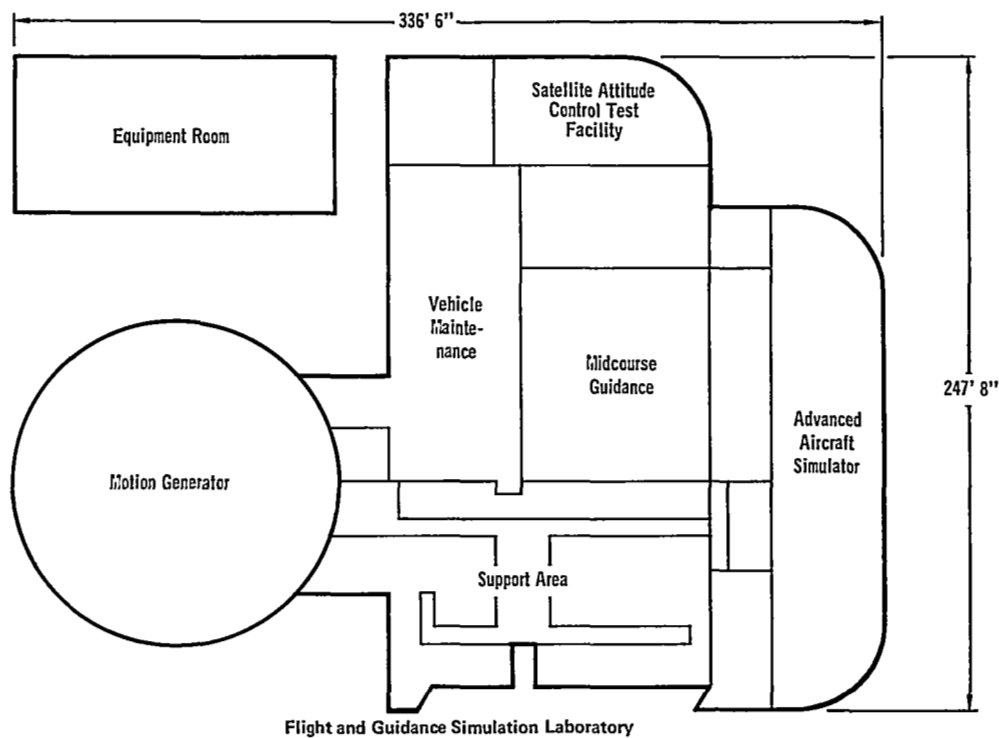 336' 6"
Satellite Attitude
Control Test
Facility
Equipment Room
Vehicle
Mainte-
nance
Midcourse
Guidance
247' 8"
Advanced
Aircraft
Simulator
Motion Generator
Support Area
Flight and Guidance Simulation Laboratory